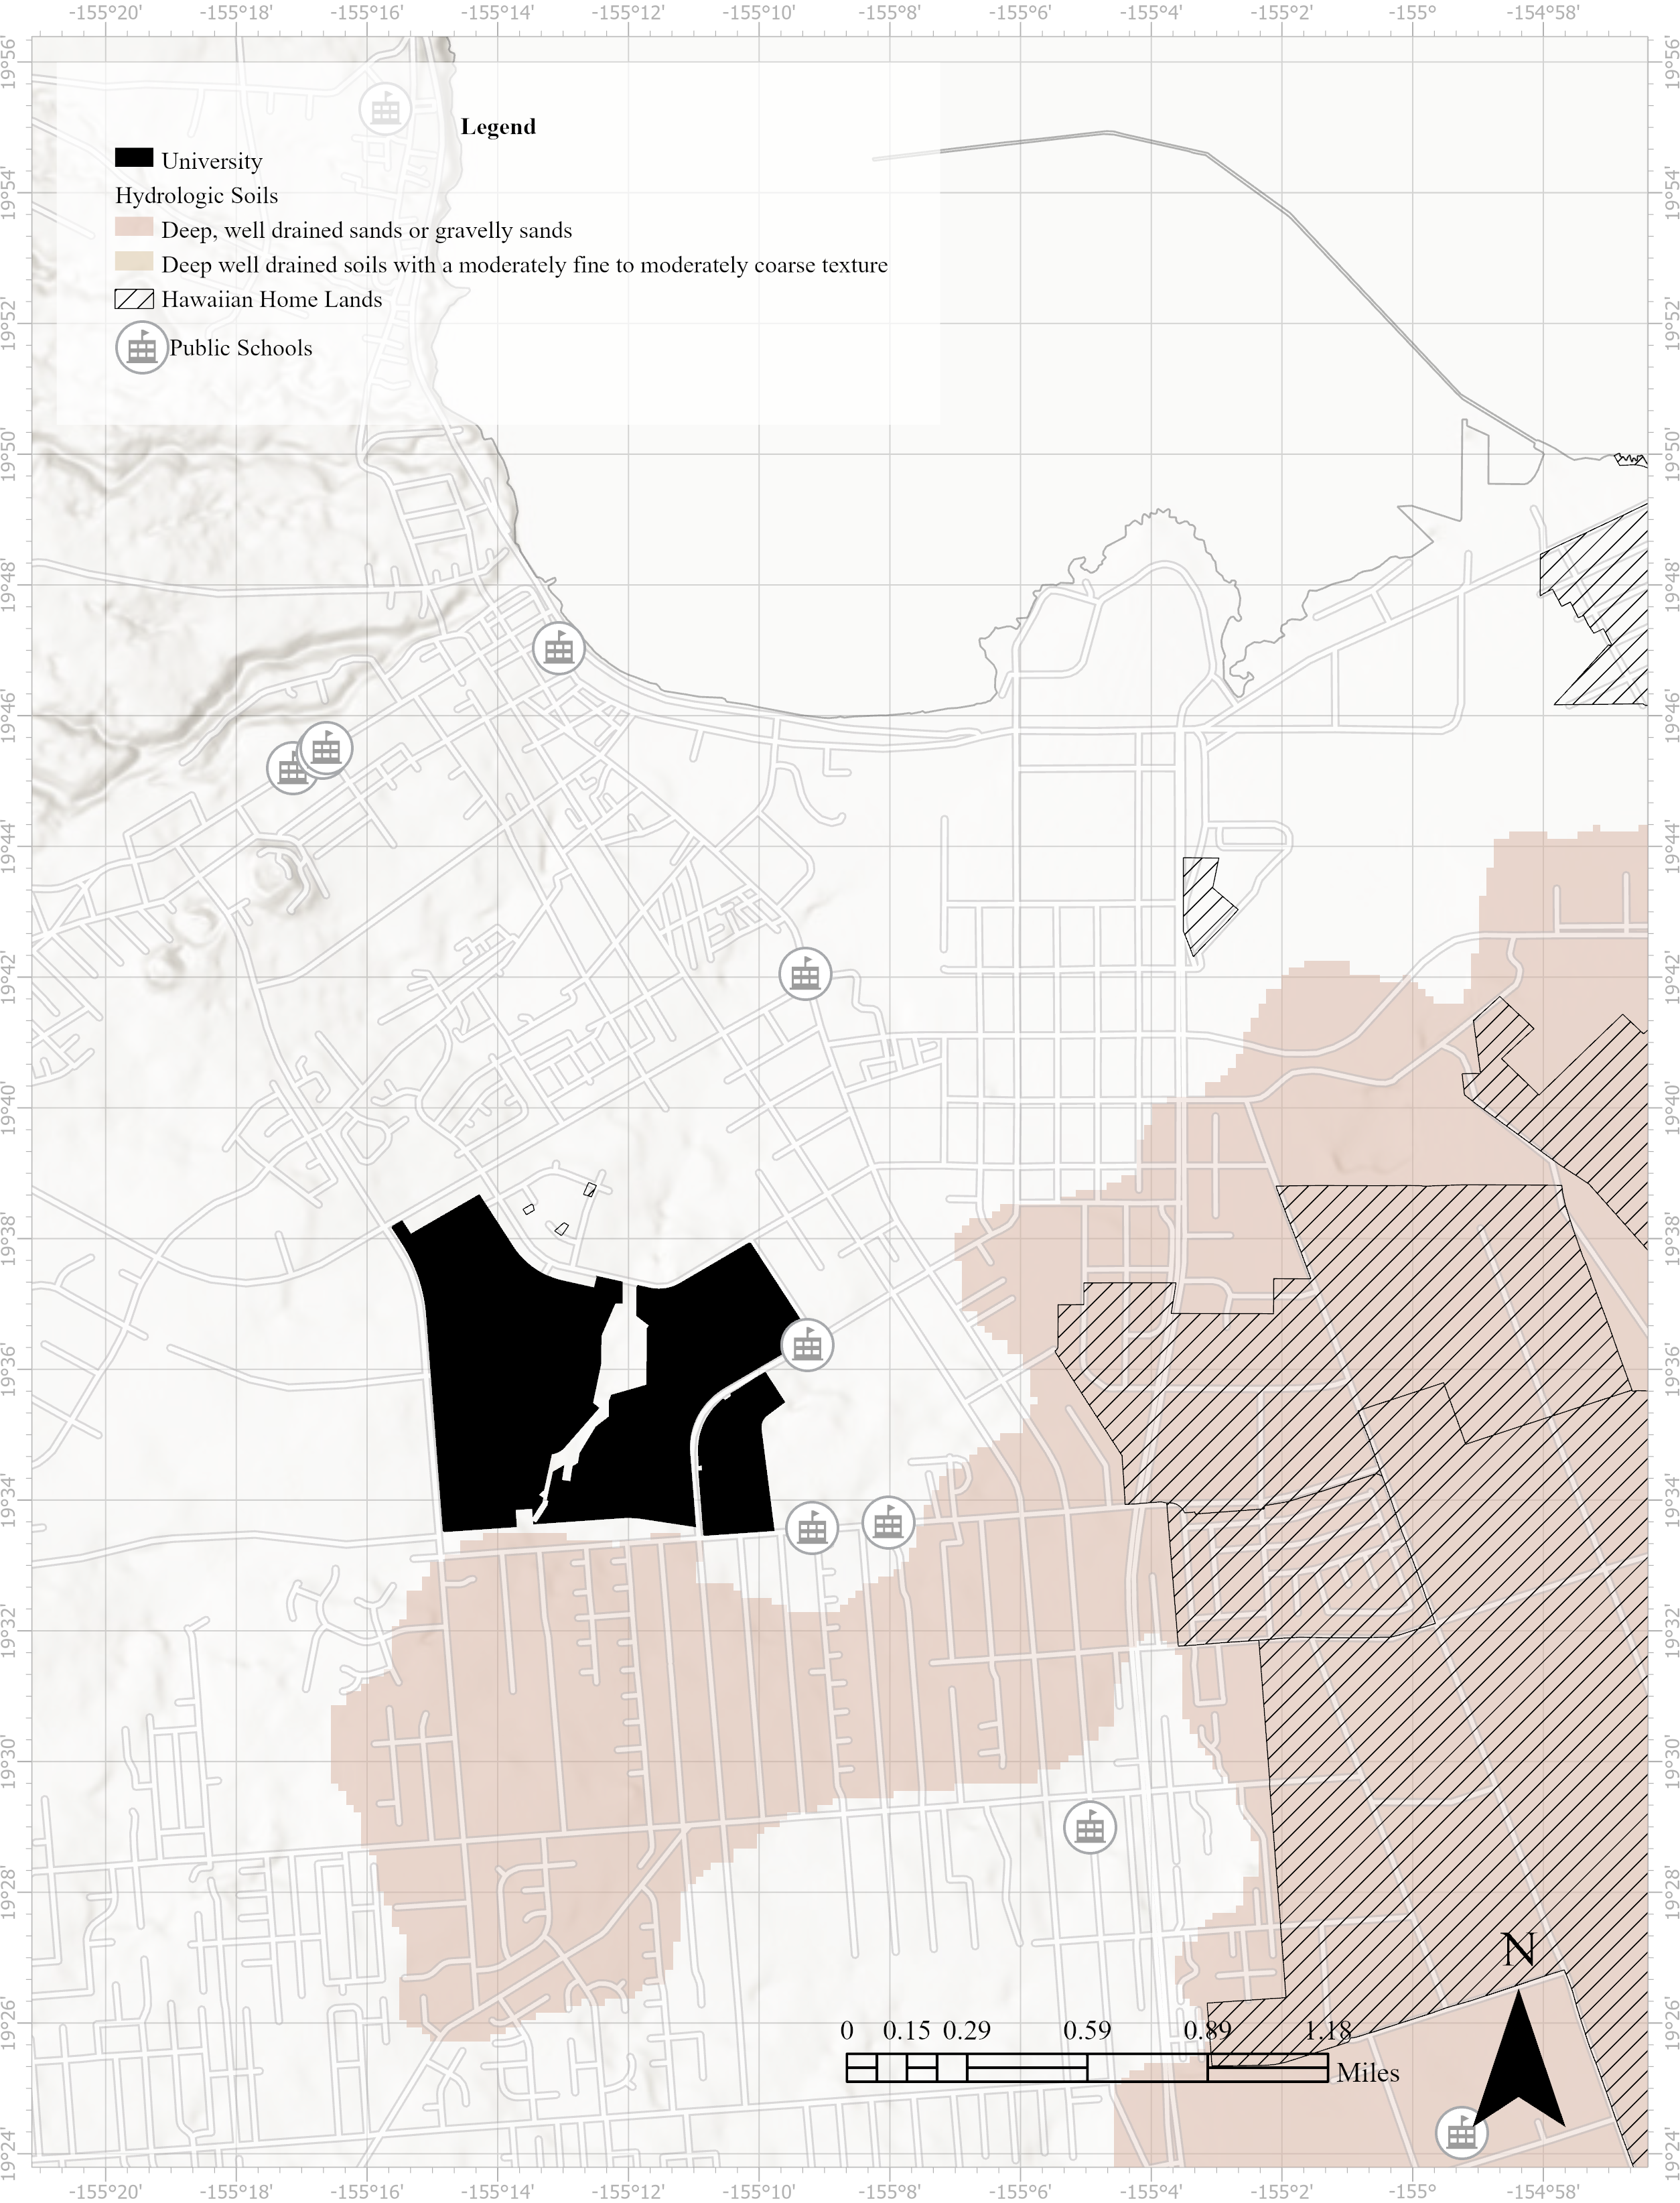 -155°20' -155°18' -155°16' -155°14' -155°12' -155°10' -155°8' -155°6' -155°4' -155°2' -155° -154°58'
19°56' 19°56'
Legend
University
19°54' 19°54'
Hydrologic Soils
Deep, well drained sands or gravelly sands
Deep well drained soils with a moderately fine to moderately coarse texture
Hawaiian Home Lands
19°52' 19°52'
Public Schools
19°50' 19°50'
19°48' 19°48'
19°46' 19°46'
19°44' 19°44'
19°42' 19°42'
19°40' 19°40'
19°38' 19°38'
19°36' 19°36'
19°34' 19°34'
19°32' 19°32'
19°30' 19°30'
19°28' 19°28'
N
19°26' 19°26'
0 0.15 0.29 0.59 0.89 1.18
Miles
19°24' 19°24'
-155°20' -155°18' -155°16' -155°14' -155°12' -155°10' -155°8' -155°6' -155°4' -155°2' -155° -154°58'